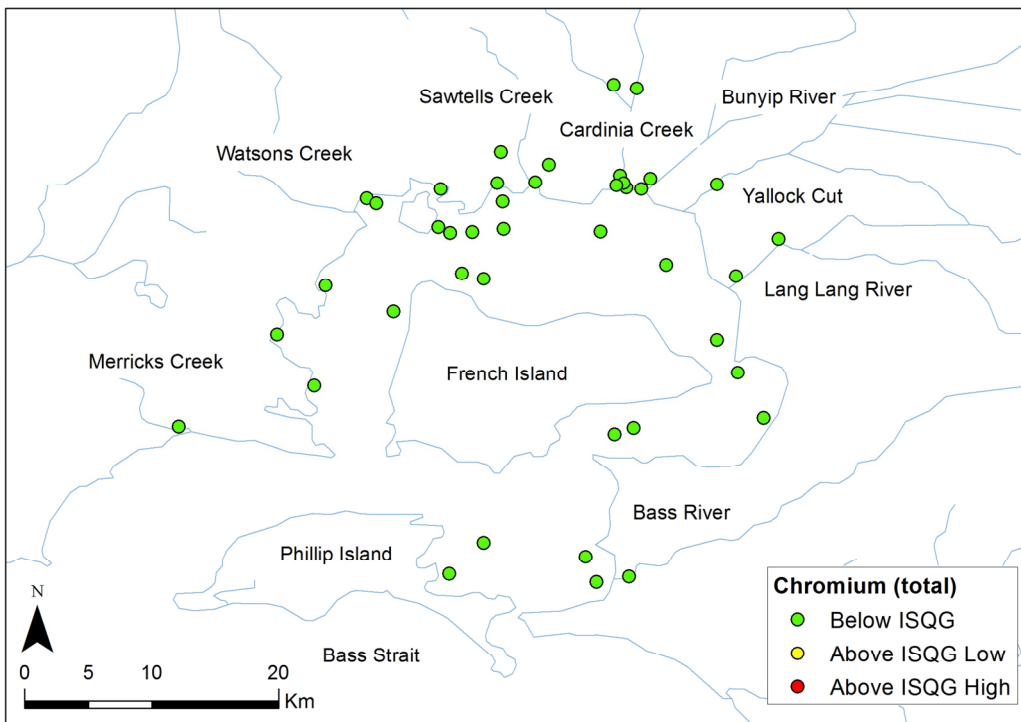 Sawtells Creek
Bunyip River
Cardinia Creek
Watsons Creek
Yallock Cut
Lang Lang River
Merricks Creek
French Island
Bass River
Phillip Island
Bass Strait
N
0 5 10 20
Km
Chromium (total)
Below ISQG
Above ISQG Low
Above ISQG High